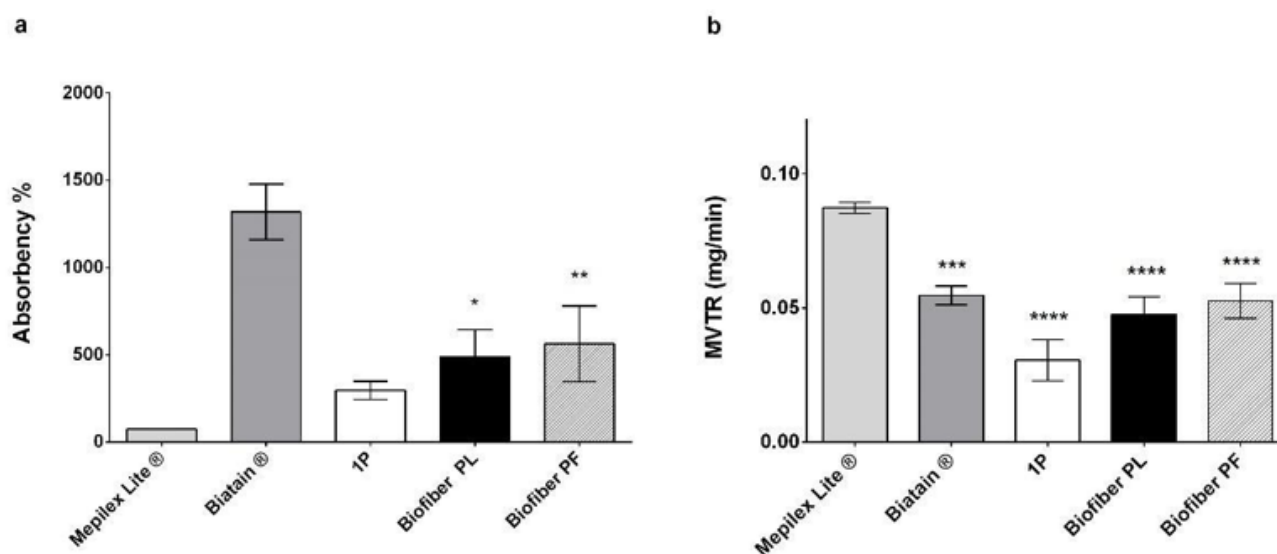 a
2000
1500
1000
500
0
Absorbency %
*
**
Mepilex Lite ®
Biatain ®
1P
Biofiber PL
Biofiber PF
b
0.10
0.05
0.00
MVTR (mg/min)
***
****
****
****
Mepilex Lite ®
Biatain ®
1P
Biofiber PL
Biofiber PF